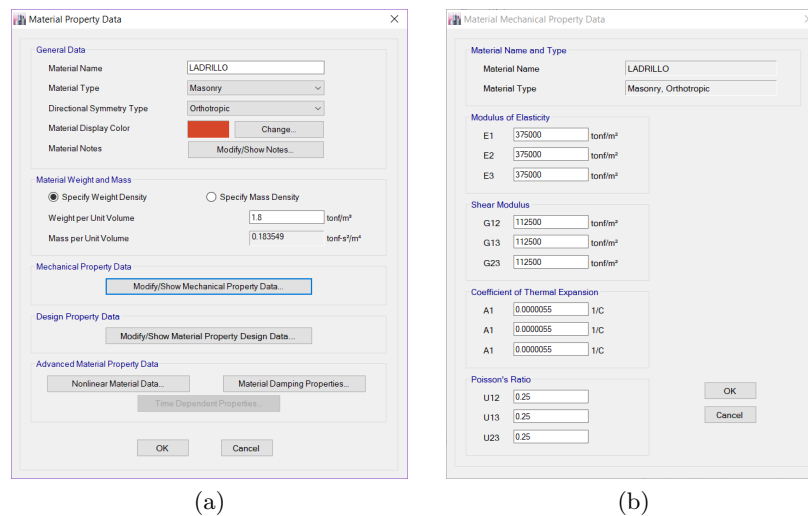 Material Property Data
General Data
Material Name LADRILLO
Material Type Masonry
Directional Symmetry Type Orthotropic
Material Display Color Change...
Material Notes Modify/Show Notes...
Material Weight and Mass
Specify Weight Density Specify Mass Density
Weight per Unit Volume 1.8 tonf/m³
Mass per Unit Volume 0.183549 tonf-s²/m⁴
Mechanical Property Data
Modify/Show Mechanical Property Data...
Design Property Data
Modify/Show Material Property Design Data...
Advanced Material Property Data
Nonlinear Material Data... Material Damping Properties...
Time Dependent Properties...
OK Cancel
(a)
Material Mechanical Property Data
Material Name and Type
Material Name LADRILLO
Material Type Masonry, Orthotropic
Modulus of Elasticity
E1 375000 tonf/m²
E2 375000 tonf/m²
E3 375000 tonf/m²
Shear Modulus
G12 112500 tonf/m²
G13 112500 tonf/m²
G23 112500 tonf/m²
Coefficient of Thermal Expansion
A1 0.0000055 1/C
A1 0.0000055 1/C
A1 0.0000055 1/C
Poisson's Ratio
U12 0.25
U13 0.25
U23 0.25
OK
Cancel
(b)